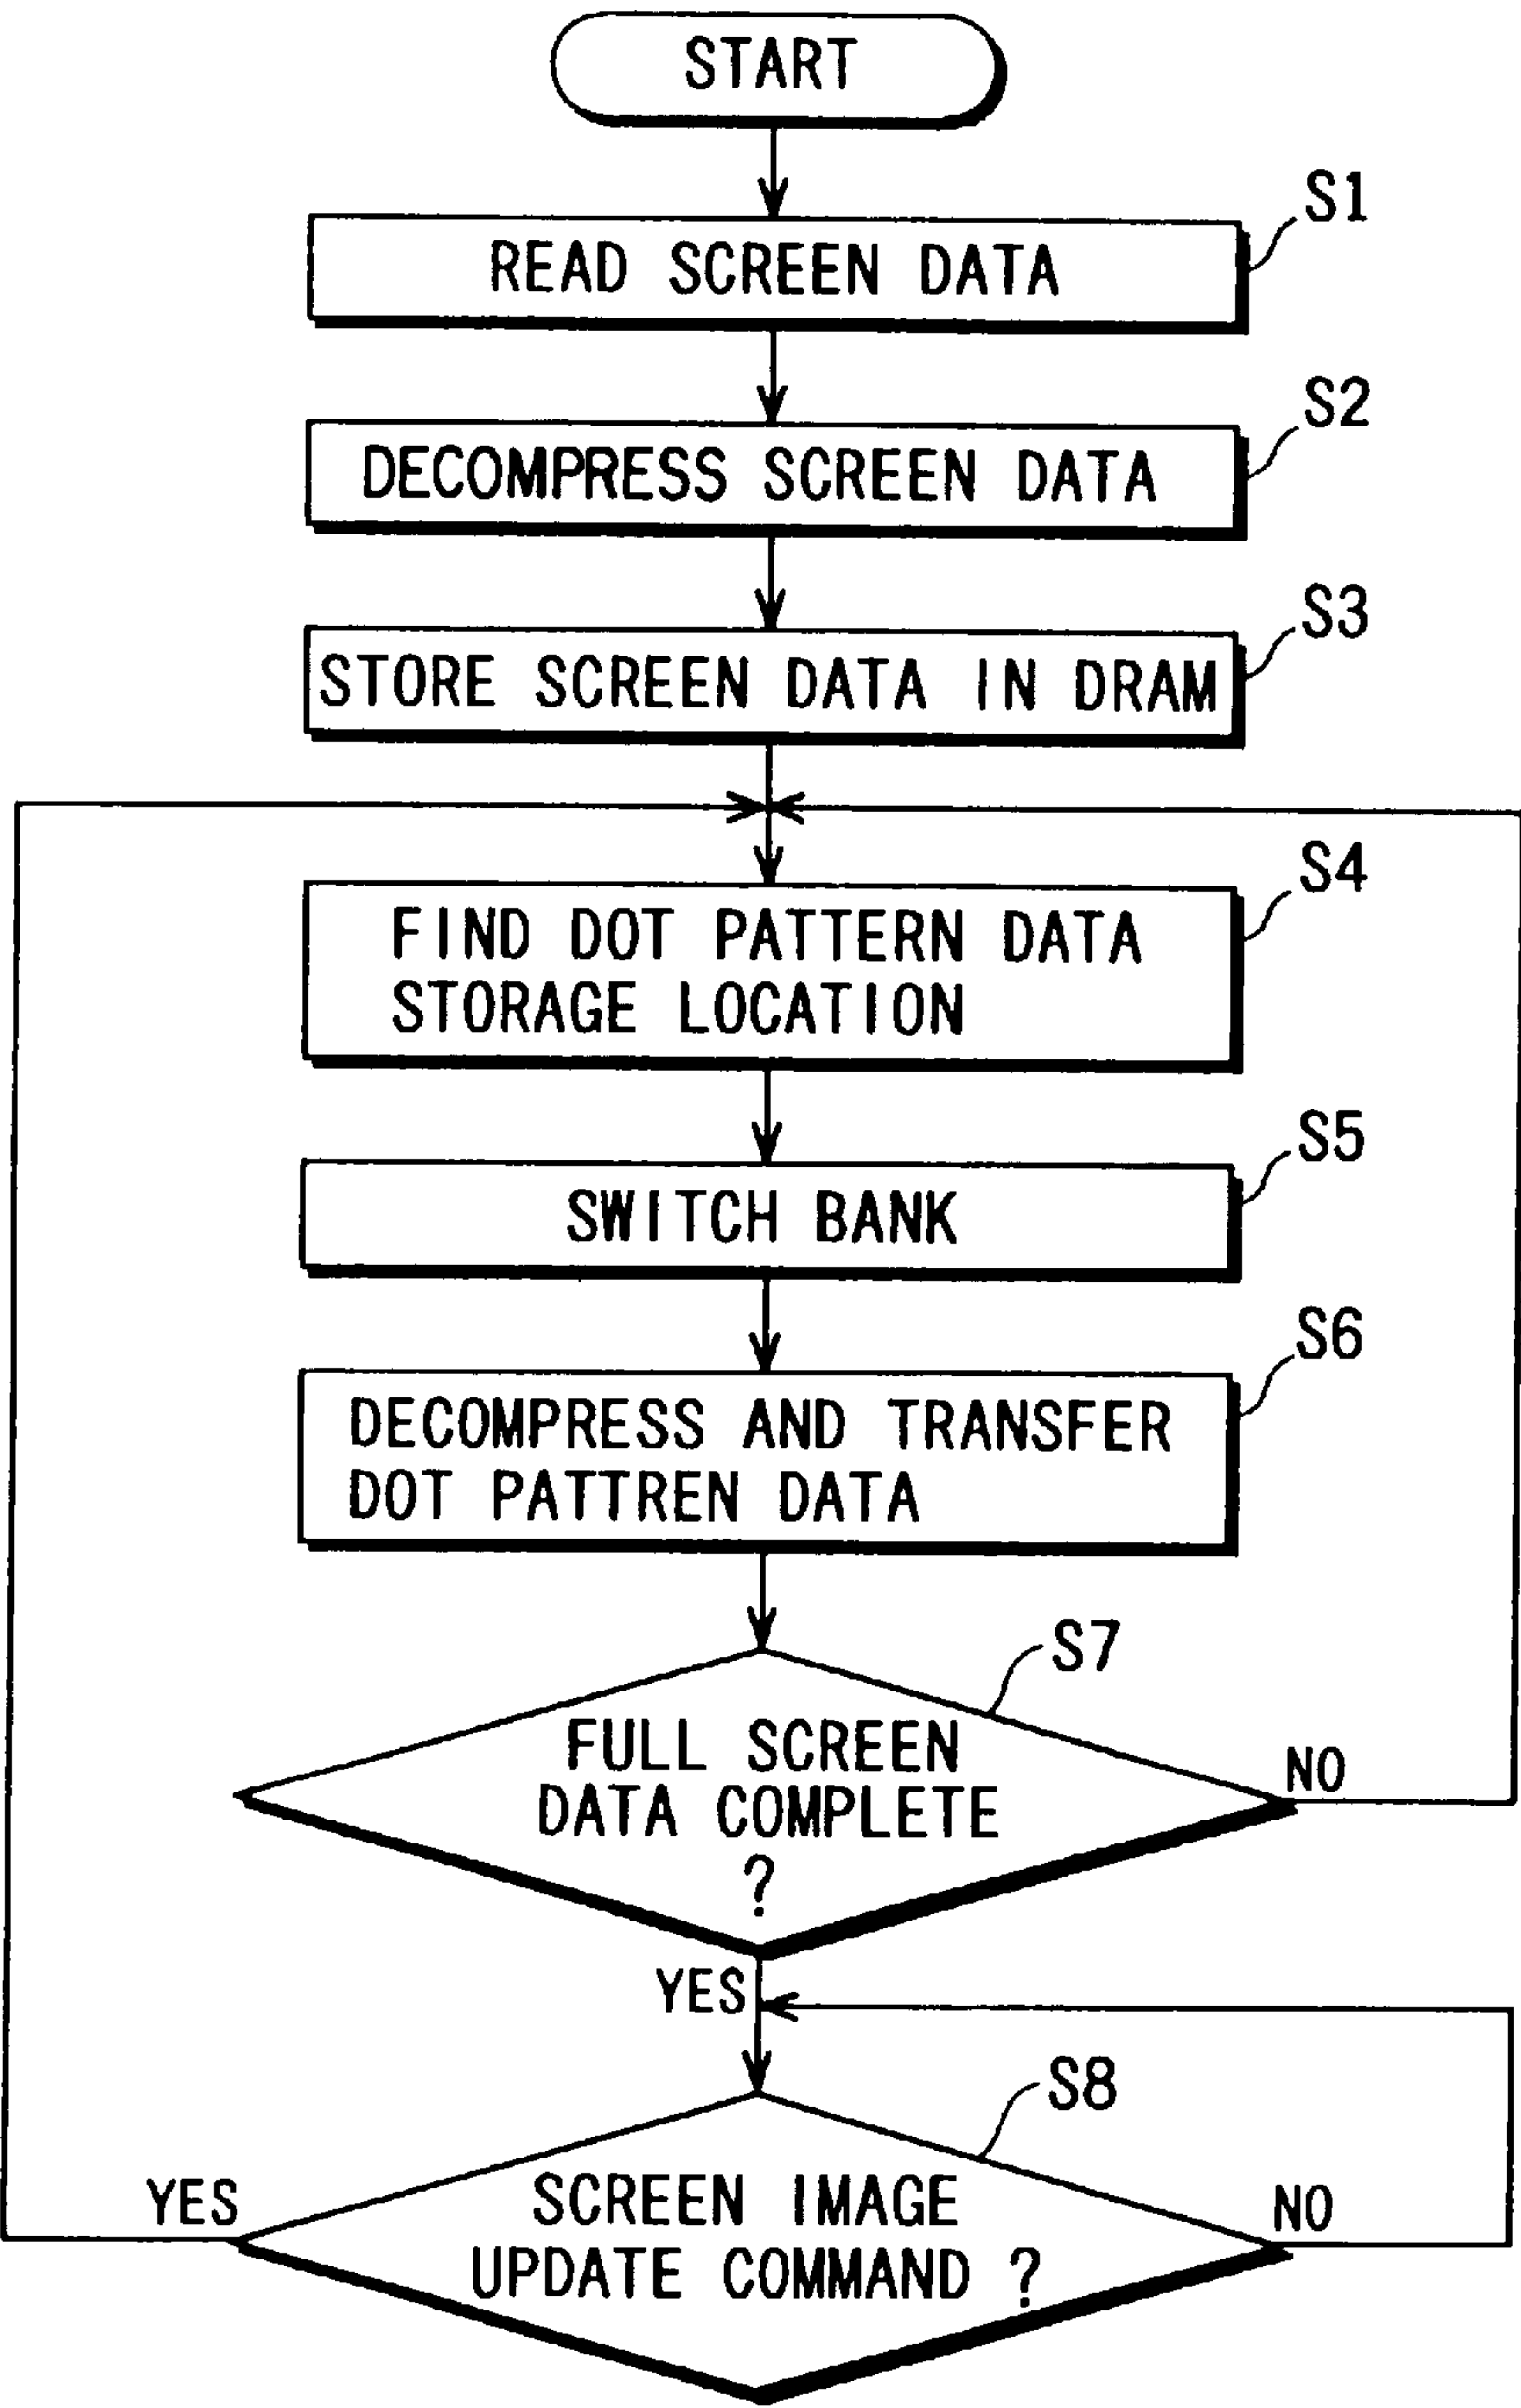 START
S1
READ SCREEN DATA
S2
DECOMPRESS SCREEN DATA
S3
STORE SCREEN DATA IN DRAM
S4
FIND DOT PATTERN DATA
STORAGE LOCATION
S5
SWITCH BANK
S6
DECOMPRESS AND TRANSFER
DOT PATTREN DATA
S7
FULL SCREEN
DATA COMPLETE
?
NO
YES
S8
SCREEN IMAGE
UPDATE COMMAND ?
YES
NO